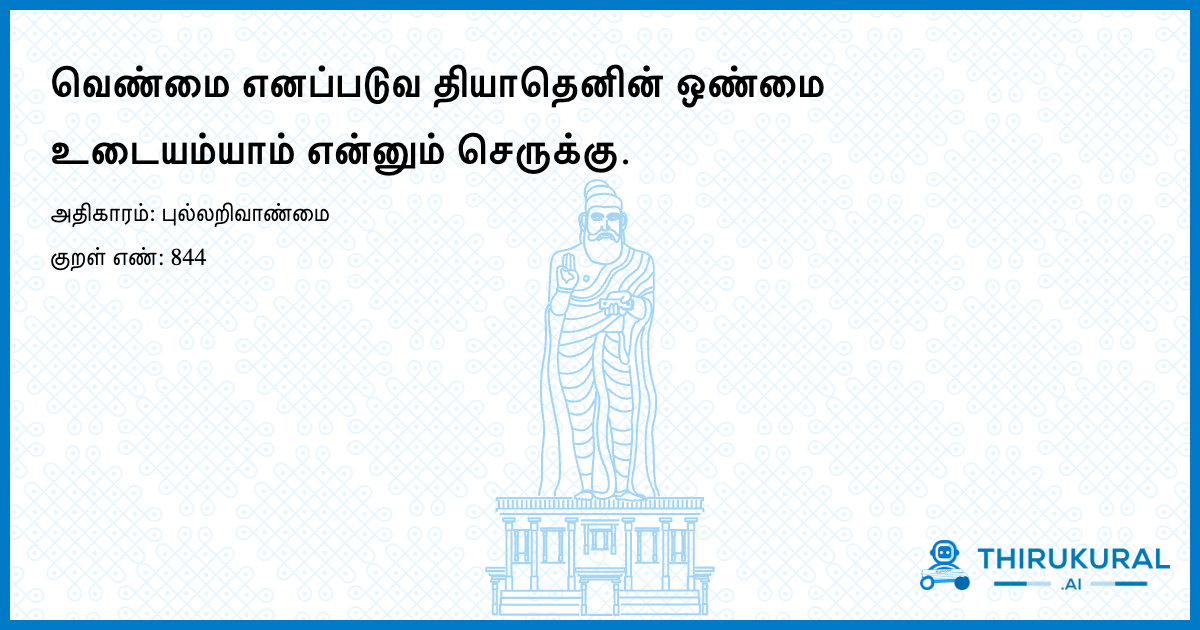 வெண்மை எனப்படுவ தியாதெனின் ஒண்மை
உடையம்யாம் என்னும் செருக்கு.
அதிகாரம்: புல்லறிவாண்மை
குறள் எண்: 844
THIRUKURAL
.AI